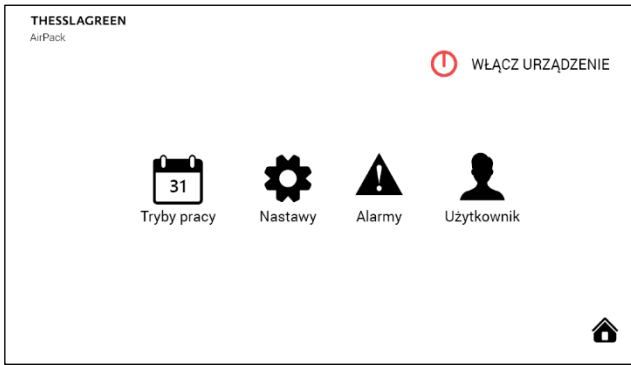 THESSLAGREEN
AirPack
WŁĄCZ URZĄDZENIE
31
Tryby pracy
Nastawy
Alarmy
Użytkownik